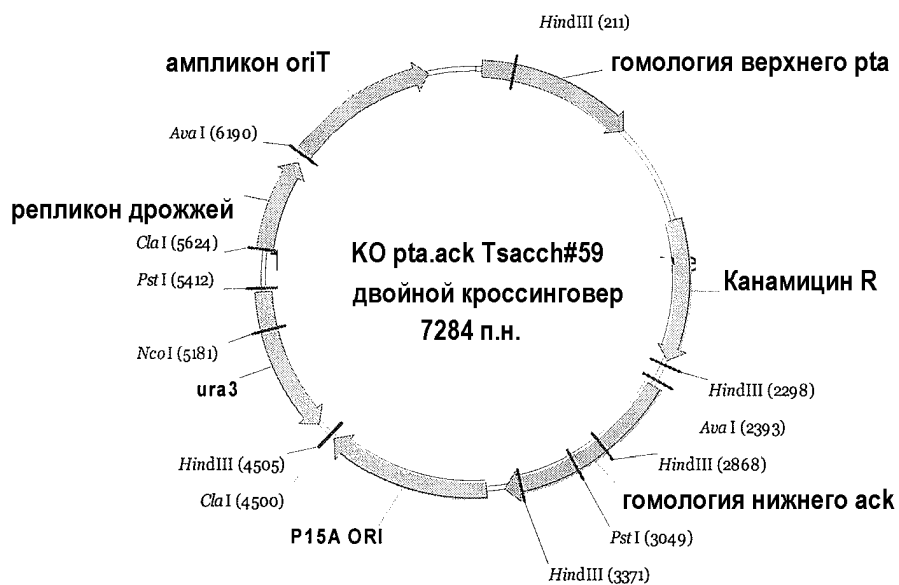 HindIII (211)
ампликон oriT
гомология верхнего pta
AvaI (6190)
репликон дрожжей
ClaI (5624)
PstI (5412)
NcoI (5181)
ura3
KO pta.ack Tsacch#59
двойной кроссинговер
7284 п.н.
Канамицин R
HindIII (2298)
AvaI (2393)
HindIII (2868)
гомология нижнего ack
PstI (3049)
HindIII (3371)
HindIII (4505)
ClaI (4500)
P15A ORI